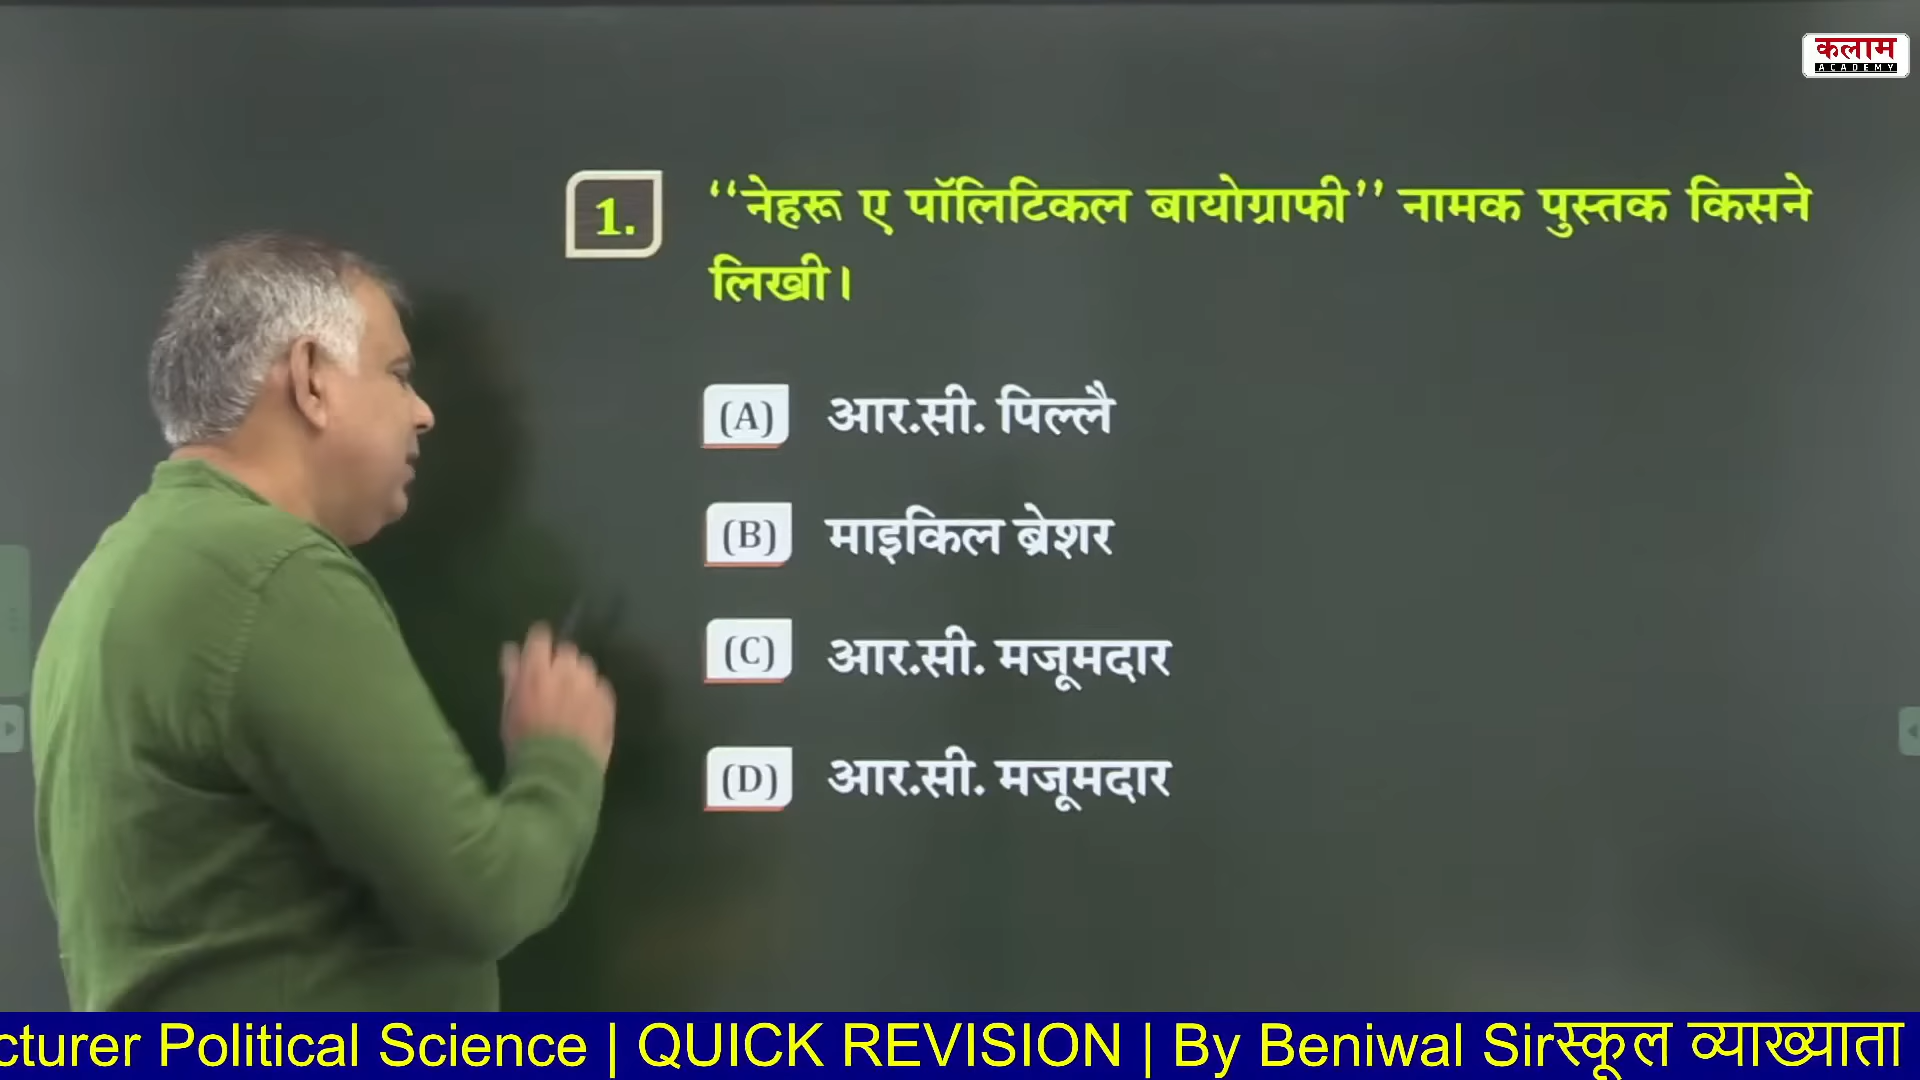 कलाम
ACADEMY
1.
‘‘नेहरू ए पॉलिटिकल बायोग्राफी’’ नामक पुस्तक किसने
लिखी।
(A) आर.सी. पिल्लै
(B) माइकिल ब्रेशर
(C) आर.सी. मजूमदार
(D) आर.सी. मजूमदार
cturer Political Science | QUICK REVISION | By Beniwal Sirस्कूल व्याख्याता